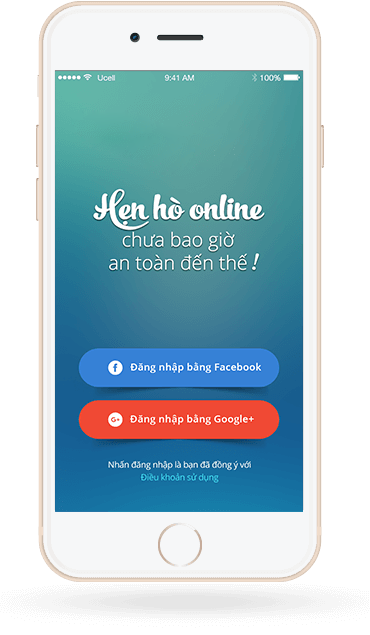 Ucell
9:41 AM
100%
Hẹn hò online
chưa bao giờ
an toàn đến thế !
Đăng nhập bằng Facebook
G+ Đăng nhập bằng Google+
Nhấn đăng nhập là bạn đã đồng ý với
Điều khoản sử dụng